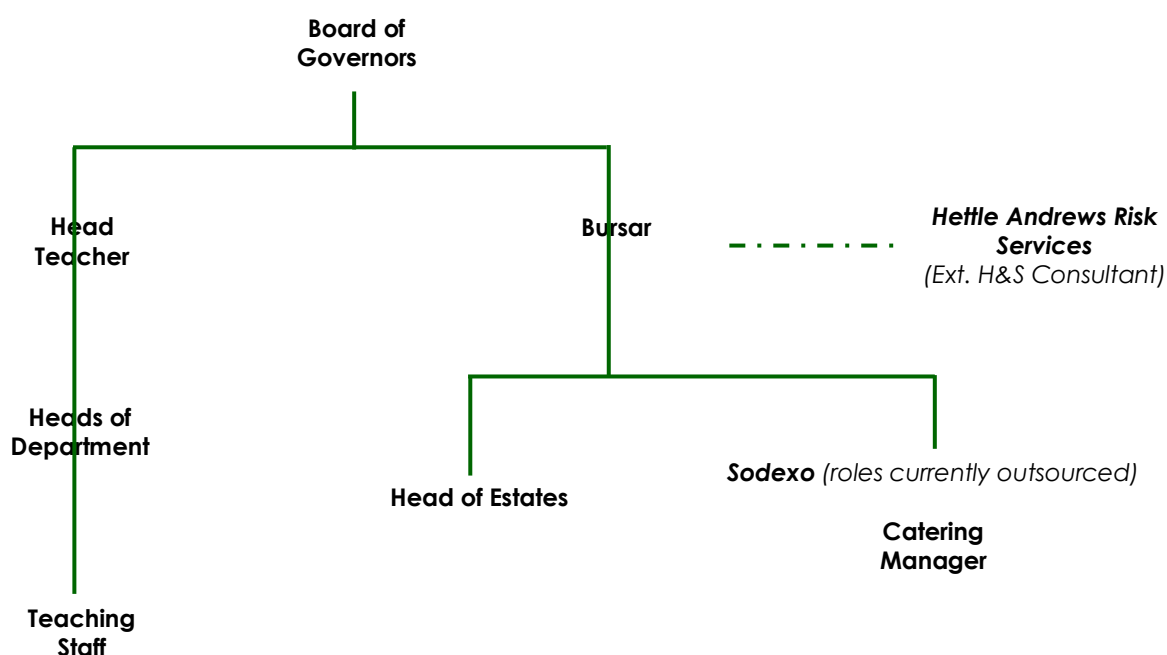 Board of
Governors
Head
Teacher
Bursar
Hettle Andrews Risk
Services
(Ext. H&S Consultant)
Heads of
Department
Head of Estates
Sodexo (roles currently outsourced)
Catering
Manager
Teaching
Staff